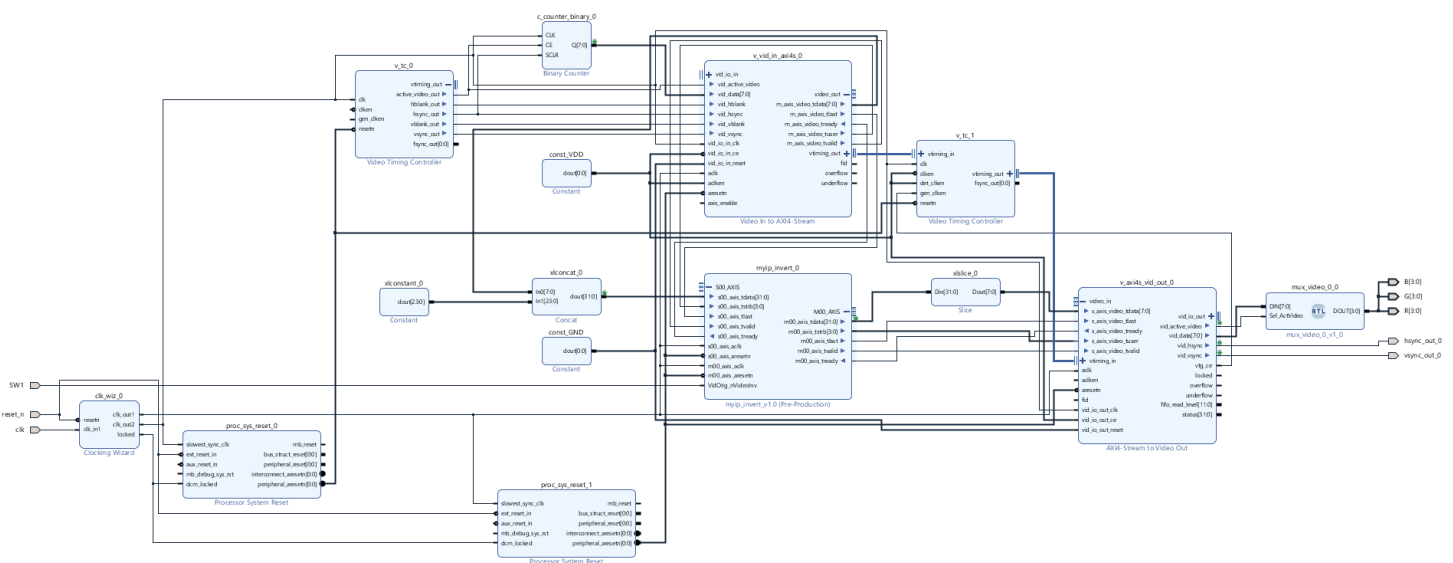 c_counter_binary_0
CLK
CE
SCLR
Q[7:0]
Binary Counter
v_tc_0
clk
clken
gen_clken
resetn
vtiming_out
active_video_out
hblank_out
hsync_out
vblank_out
vsync_out
fsync_out[0:0]
Video Timing Controller
v_vid_in_axi4s_0
vid_io_in
vid_active_video
vid_data[7:0]
vid_hblank
vid_hsync
vid_vblank
vid_vsync
vid_io_in_clk
vid_io_in_ce
vid_io_in_reset
aclk
aclken
aresetn
axis_enable
video_out
m_axis_video_tdata[7:0]
m_axis_video_tlast
m_axis_video_tready
m_axis_video_tuser
m_axis_video_tvalid
vtiming_out
fid
overflow
underflow
Video In to AXI4-Stream
const_VDD
dout[0:0]
Constant
v_tc_1
vtiming_in
clk
clken
det_clken
gen_clken
resetn
vtiming_out
fsync_out[0:0]
Video Timing Controller
xlconstant_0
dout[23:0]
Constant
xlconcat_0
In0[7:0]
In1[23:0]
dout[31:0]
Concat
const_GND
dout[0:0]
Constant
myip_invert_0
S00_AXIS
s00_axis_tdata[31:0]
s00_axis_tstrb[3:0]
s00_axis_tlast
s00_axis_tvalid
s00_axis_tready
s00_axis_aclk
s00_axis_aresetn
m00_axis_aclk
m00_axis_aresetn
VidOrig_nVideoInv
M00_AXIS
m00_axis_tdata[31:0]
m00_axis_tstrb[3:0]
m00_axis_tlast
m00_axis_tvalid
m00_axis_tready
myip_invert_v1.0 (Pre-Production)
xlslice_0
Din[31:0]
Dout[7:0]
Slice
v_axi4s_vid_out_0
video_in
s_axis_video_tdata[7:0]
s_axis_video_tlast
s_axis_video_tready
s_axis_video_tuser
s_axis_video_tvalid
vtiming_in
aclk
aclken
aresetn
fid
vid_io_out_clk
vid_io_out_ce
vid_io_out_reset
vid_io_out
vid_active_video
vid_data[7:0]
vid_hsync
vid_vsync
vtg_ce
locked
overflow
underflow
fifo_read_level[11:0]
status[31:0]
AXI4-Stream to Video Out
mux_video_0_0
DIN[7:0]
Sel_ActVideo
RTL
DOUT[3:0]
mux_video_0_v1_0
B[3:0]
G[3:0]
R[3:0]
hsync_out_0
vsync_out_0
SW1
reset_n
clk
clk_wiz_0
resetn
clk_in1
clk_out1
clk_out2
locked
Clocking Wizard
proc_sys_reset_0
slowest_sync_clk
ext_reset_in
aux_reset_in
mb_debug_sys_rst
dcm_locked
mb_reset
bus_struct_reset[0:0]
peripheral_reset[0:0]
interconnect_aresetn[0:0]
peripheral_aresetn[0:0]
Processor System Reset
proc_sys_reset_1
slowest_sync_clk
ext_reset_in
aux_reset_in
mb_debug_sys_rst
dcm_locked
mb_reset
bus_struct_reset[0:0]
peripheral_reset[0:0]
interconnect_aresetn[0:0]
peripheral_aresetn[0:0]
Processor System Reset